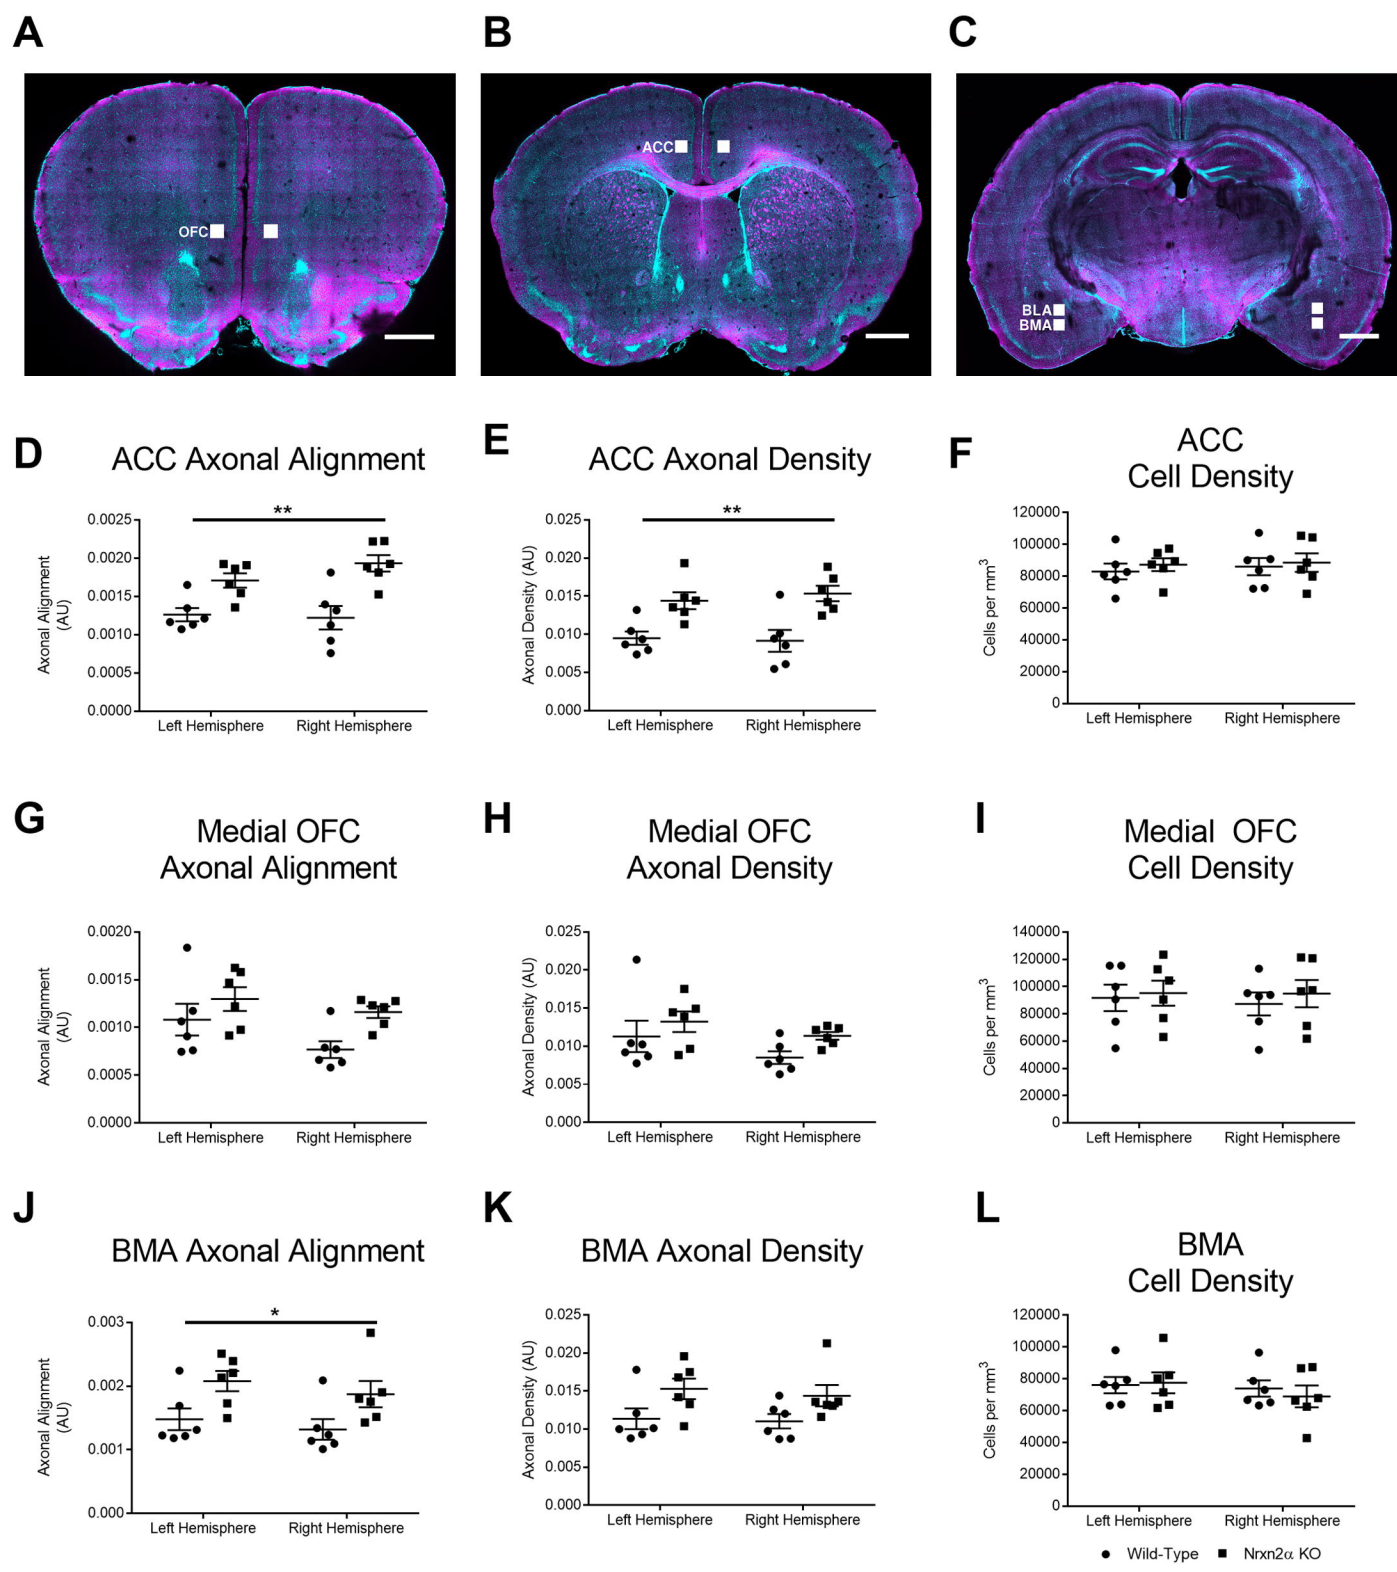 A
B
C
OFC
ACC
BLA
BMA
D
ACC Axonal Alignment
Axonal Alignment
(AU)
0.0025
0.0020
0.0015
0.0010
0.0005
0.0000
**
Left Hemisphere
Right Hemisphere
E
ACC Axonal Density
Axonal Density (AU)
0.025
0.020
0.015
0.010
0.005
0.000
**
Left Hemisphere
Right Hemisphere
F
ACC
Cell Density
Cells per mm³
120000
100000
80000
60000
40000
20000
0
Left Hemisphere
Right Hemisphere
G
Medial OFC
Axonal Alignment
Axonal Alignment
(AU)
0.0020
0.0015
0.0010
0.0005
0.0000
Left Hemisphere
Right Hemisphere
H
Medial OFC
Axonal Density
Axonal Density (AU)
0.025
0.020
0.015
0.010
0.005
0.000
Left Hemisphere
Right Hemisphere
I
Medial OFC
Cell Density
Cells per mm³
140000
120000
100000
80000
60000
40000
20000
0
Left Hemisphere
Right Hemisphere
J
BMA Axonal Alignment
Axonal Alignment
(AU)
0.003
0.002
0.001
0.000
*
Left Hemisphere
Right Hemisphere
K
BMA Axonal Density
Axonal Density (AU)
0.025
0.020
0.015
0.010
0.005
0.000
Left Hemisphere
Right Hemisphere
L
BMA
Cell Density
Cells per mm³
120000
100000
80000
60000
40000
20000
0
Left Hemisphere
Right Hemisphere
Wild-Type
Nrxn2α KO